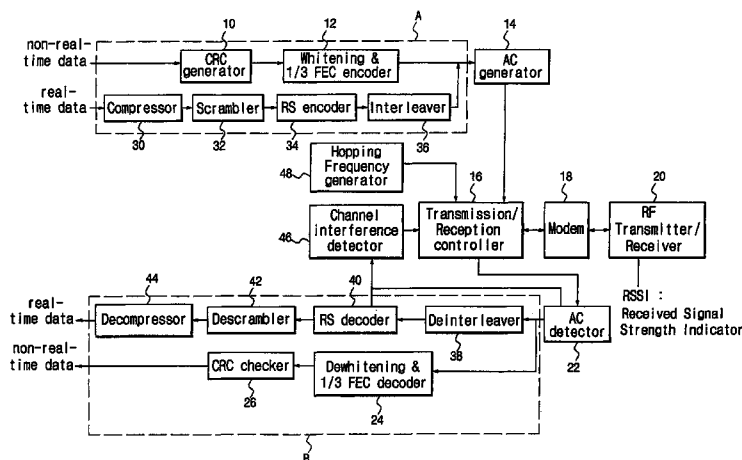 10
12
A
14
non-real-
time data
CRC
generator
Whitening &
1/3 FEC encoder
AC
generator
real-
time data
Compressor
Scrambler
RS encoder
Interleaver
30
32
34
36
Hopping
Frequency
generator
48
16
18
20
Channel
interference
detector
46
Transmission/
Reception
controller
Modem
RF
Transmitter/
Receiver
44
42
40
RSSI :
Received Signal
Strength Indicator
real-
time data
Decompressor
Descrambler
RS decoder
DeInterleaver
AC
detector
38
22
non-real-
time data
CRC checker
Dewhitening &
1/3 FEC decoder
26
24
B